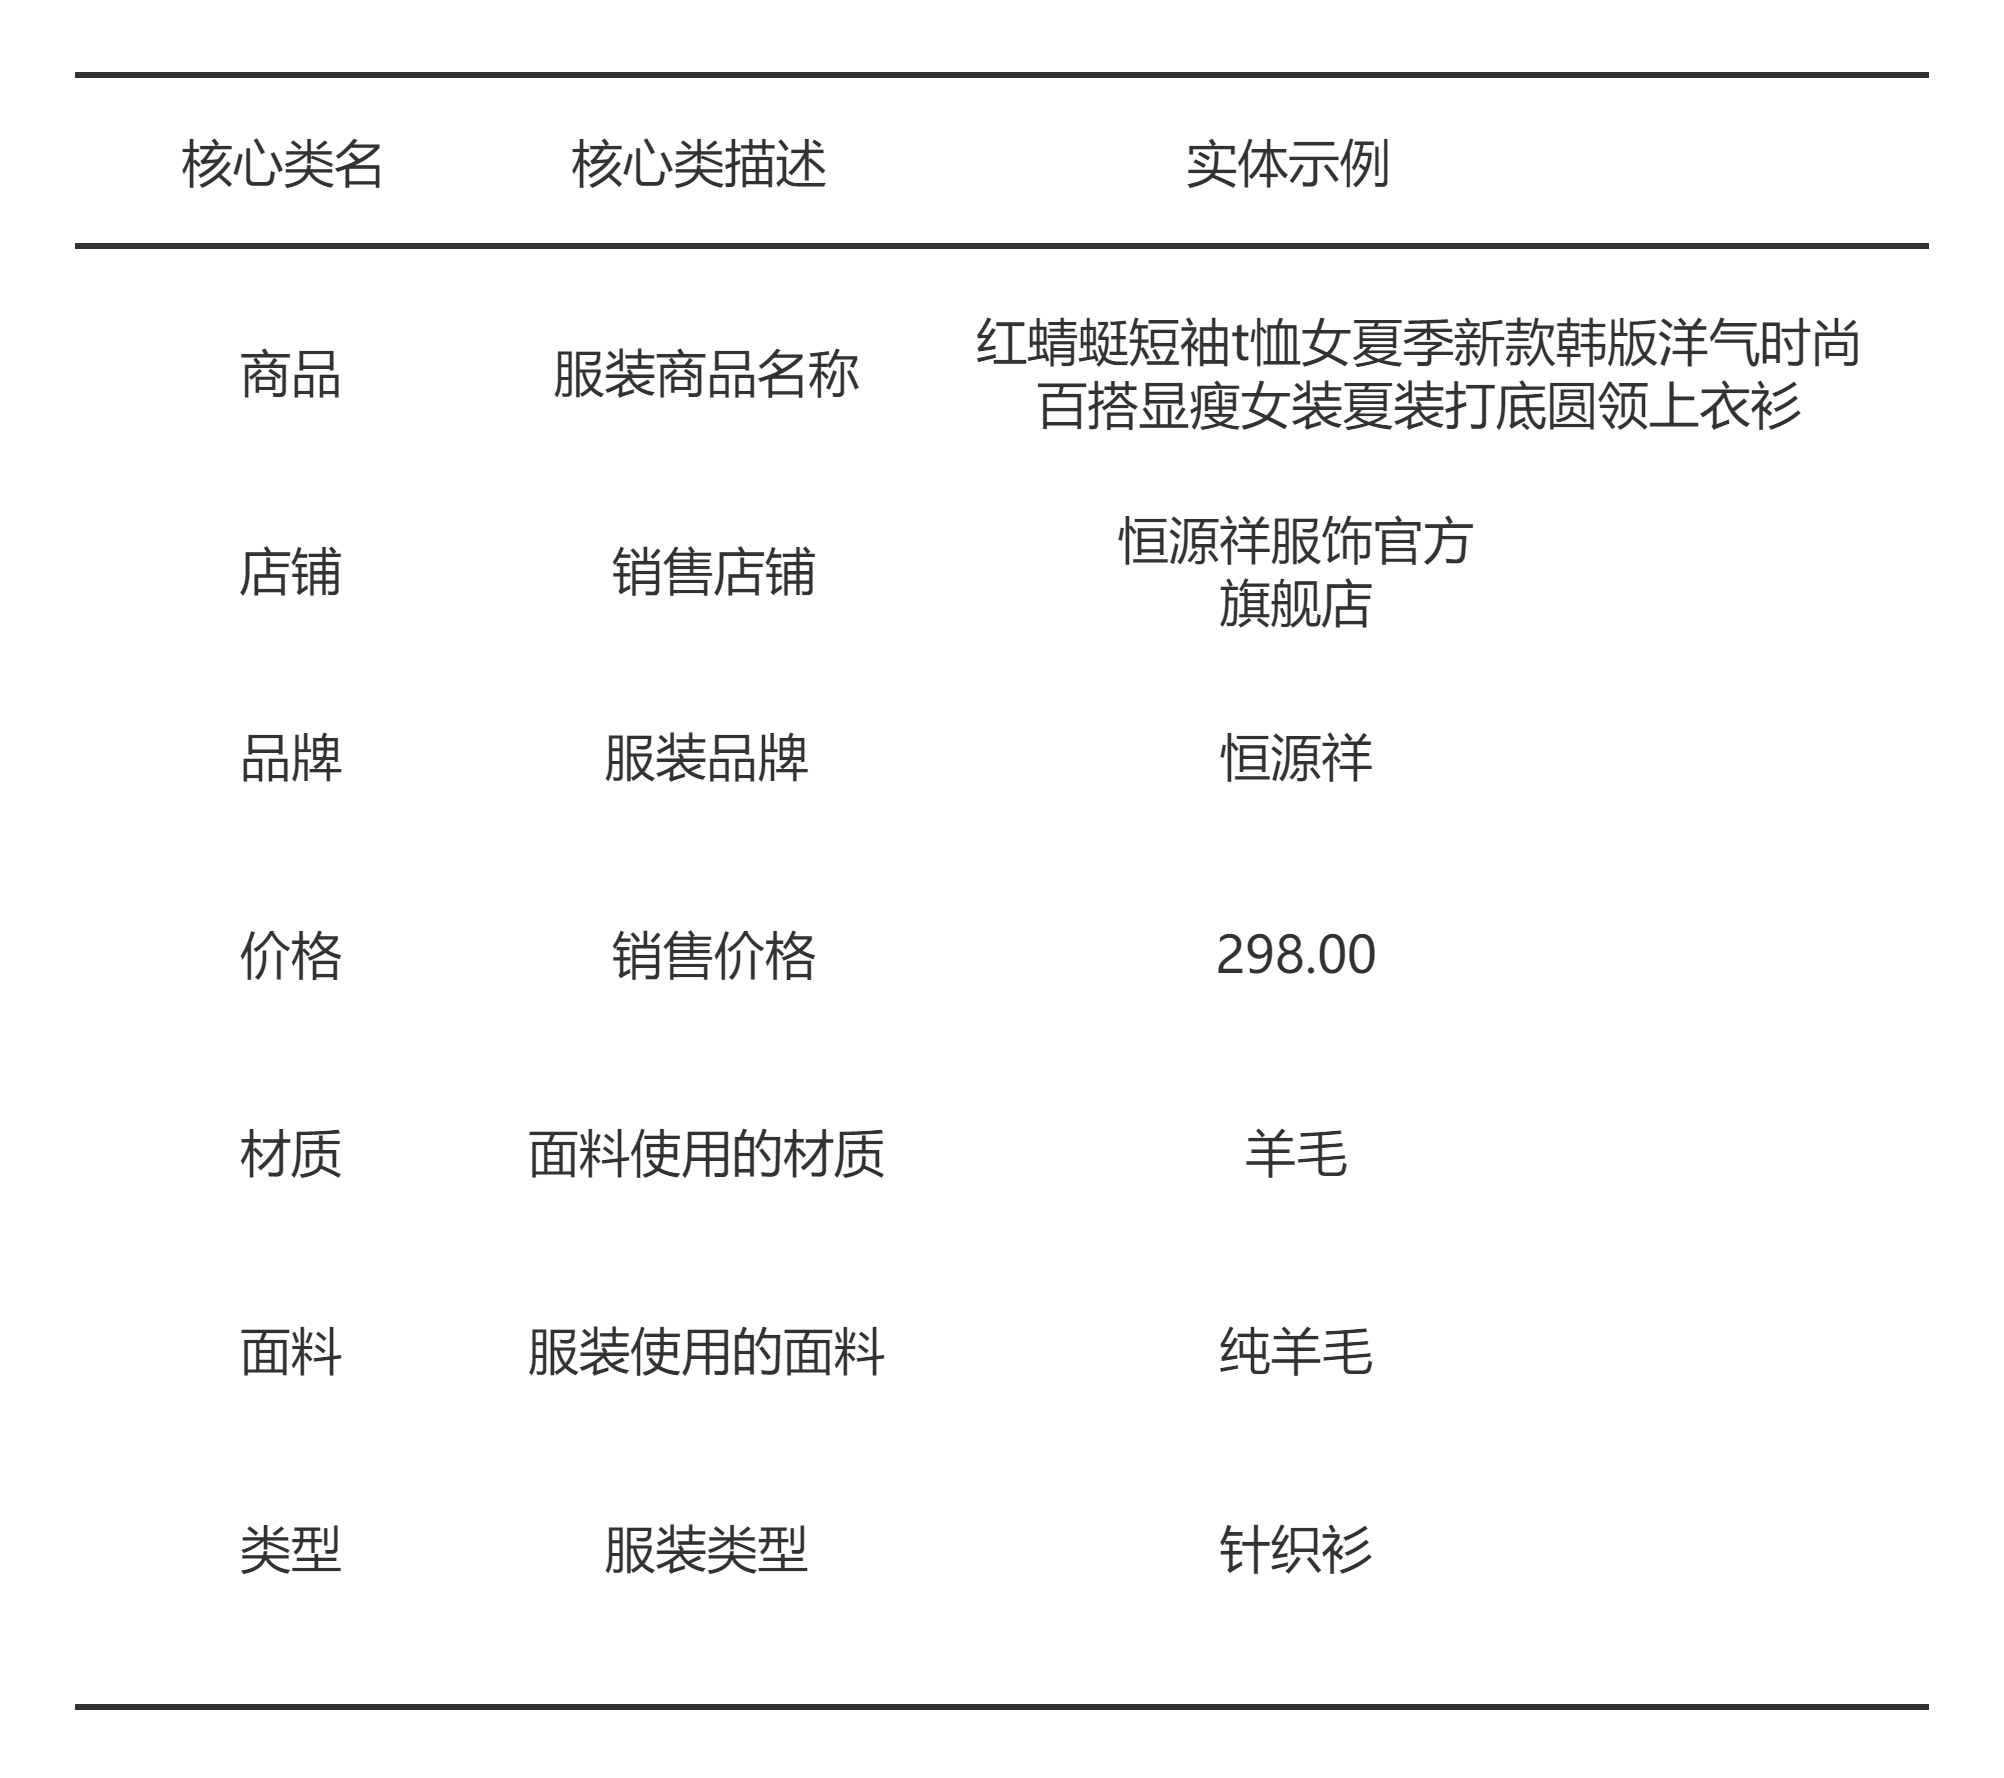 核心类名 核心类描述 实体示例
商品 服装商品名称 红蜻蜓短袖t恤女夏季新款韩版洋气时尚
百搭显瘦女装夏装打底圆领上衣衫
店铺 销售店铺 恒源祥服饰官方
旗舰店
品牌 服装品牌 恒源祥
价格 销售价格 298.00
材质 面料使用的材质 羊毛
面料 服装使用的面料 纯羊毛
类型 服装类型 针织衫